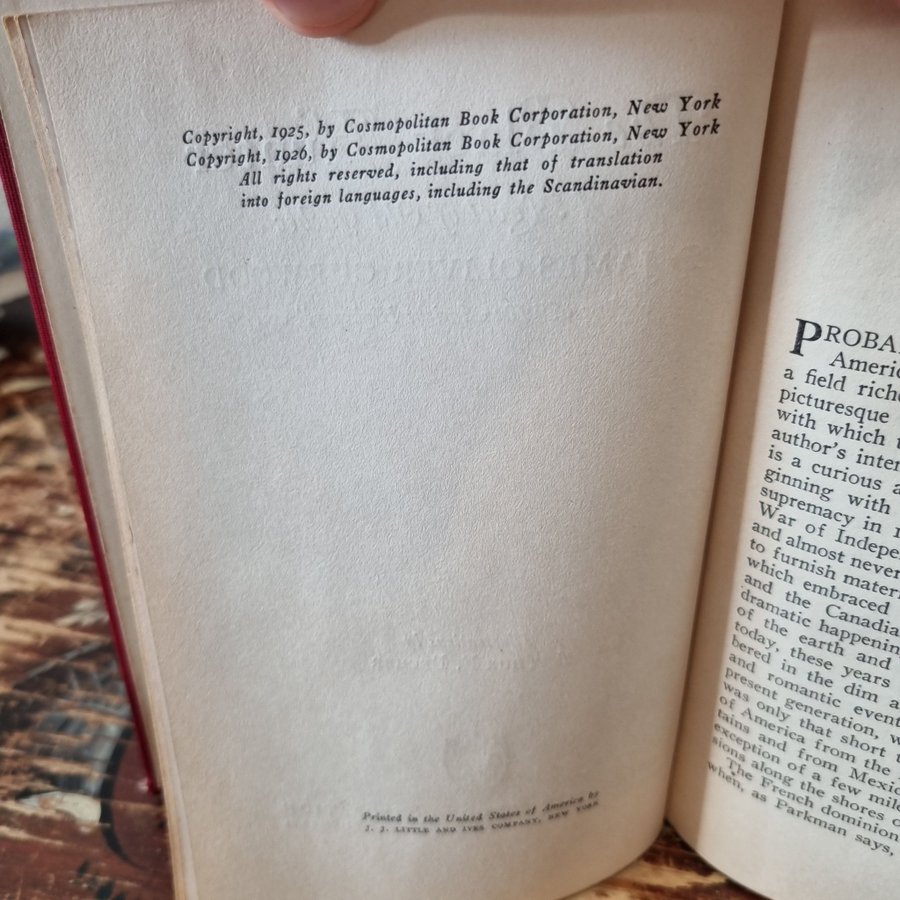 Copyright, 1925, by Cosmopolitan Book Corporation, New York
Copyright, 1926, by Cosmopolitan Book Corporation, New York
All rights reserved, including that of translation
into foreign languages, including the Scandinavian.
Printed in the United States of America by
J. J. LITTLE AND IVES COMPANY, NEW YORK
PROBA
Americ
a field rich
picturesque
with which t
author's inter
is a curious a
ginning with
supremacy in
War of Indepe
and almost never
to furnish materi
which embraced
and the Canadia
dramatic happenin
of the earth and
today, these years
bered in the dim a
and romantic event
present generation, w
was only that short
of America from the
tains and from Mexic
exception of a few mile
sions along the shores o
The French dominion
when, as Parkman says,